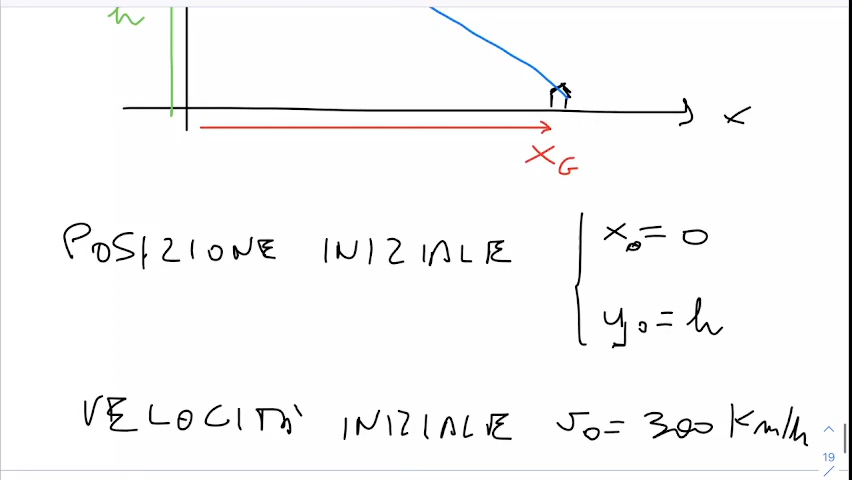 h
x
x_G
POSIZIONE INIZIALE { x₀ = 0
y₀ = h
VELOCITÀ INIZIALE v₀ = 300 Km/h
19